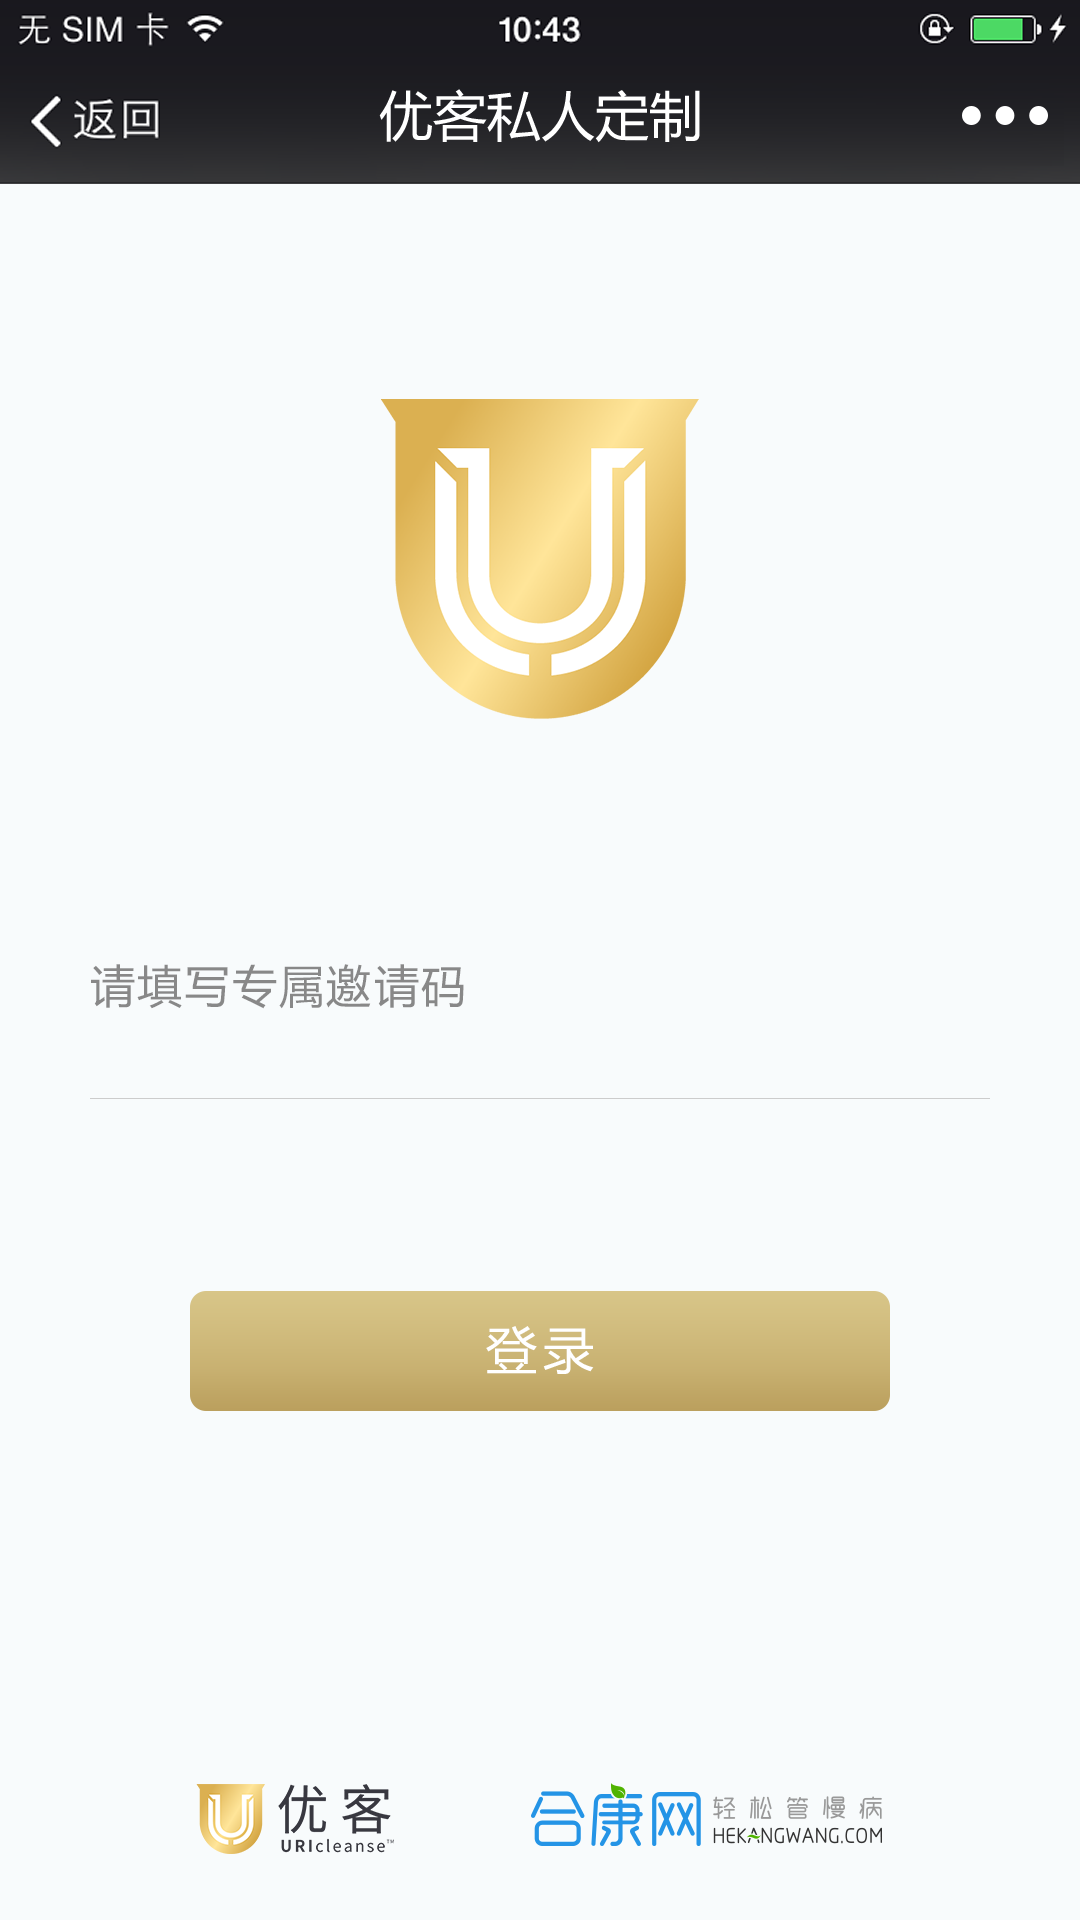 无 SIM 卡
10:43
返回
优客私人定制
请填写专属邀请码
登录
优客
URIcleanse™
合康网
轻松管慢病
HEKANGWANG.COM